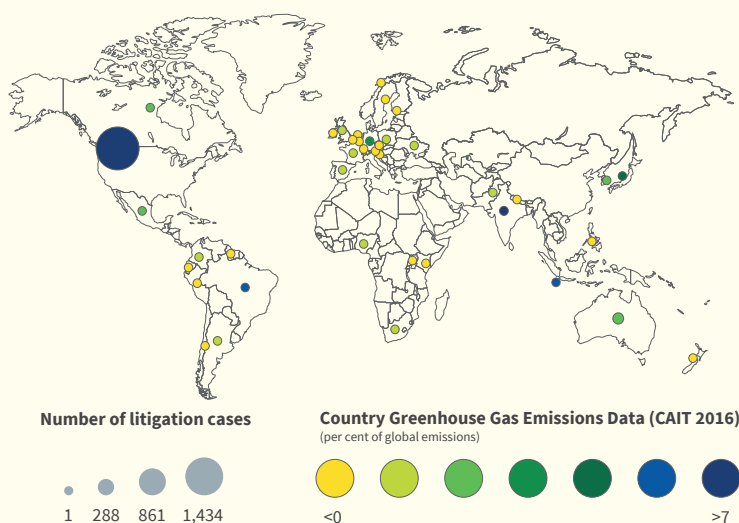 Number of litigation cases
1 288 861 1,434
Country Greenhouse Gas Emissions Data (CAIT 2016)
(per cent of global emissions)
<0 >7